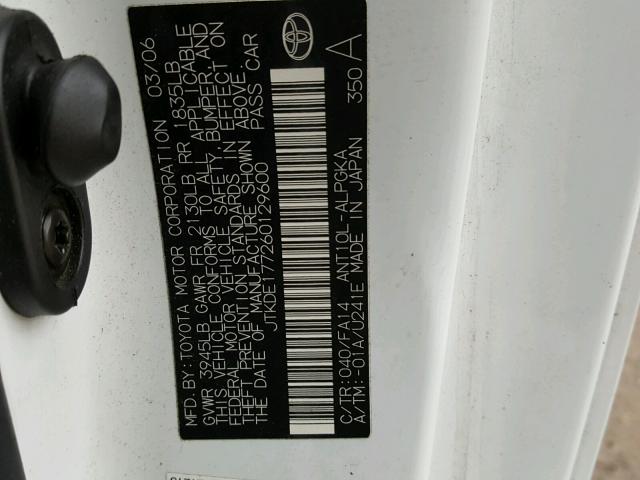 MFD. BY: TOYOTA MOTOR CORPORATION 03/06
GVWR 3945LB GAWR FR 2130LB RR 1835LB
THIS VEHICLE CONFORMS TO ALL APPLICABLE
FEDERAL MOTOR VEHICLE SAFETY, BUMPER AND
THEFT PREVENTION STANDARDS IN EFFECT ON
THE DATE OF MANUFACTURE SHOWN ABOVE.
JTKDE177260129600 PASS CAR
C/TR: 040/FA14 ANT10L-ALPGKA
A/TM: -01A/U241E MADE IN JAPAN 350 A